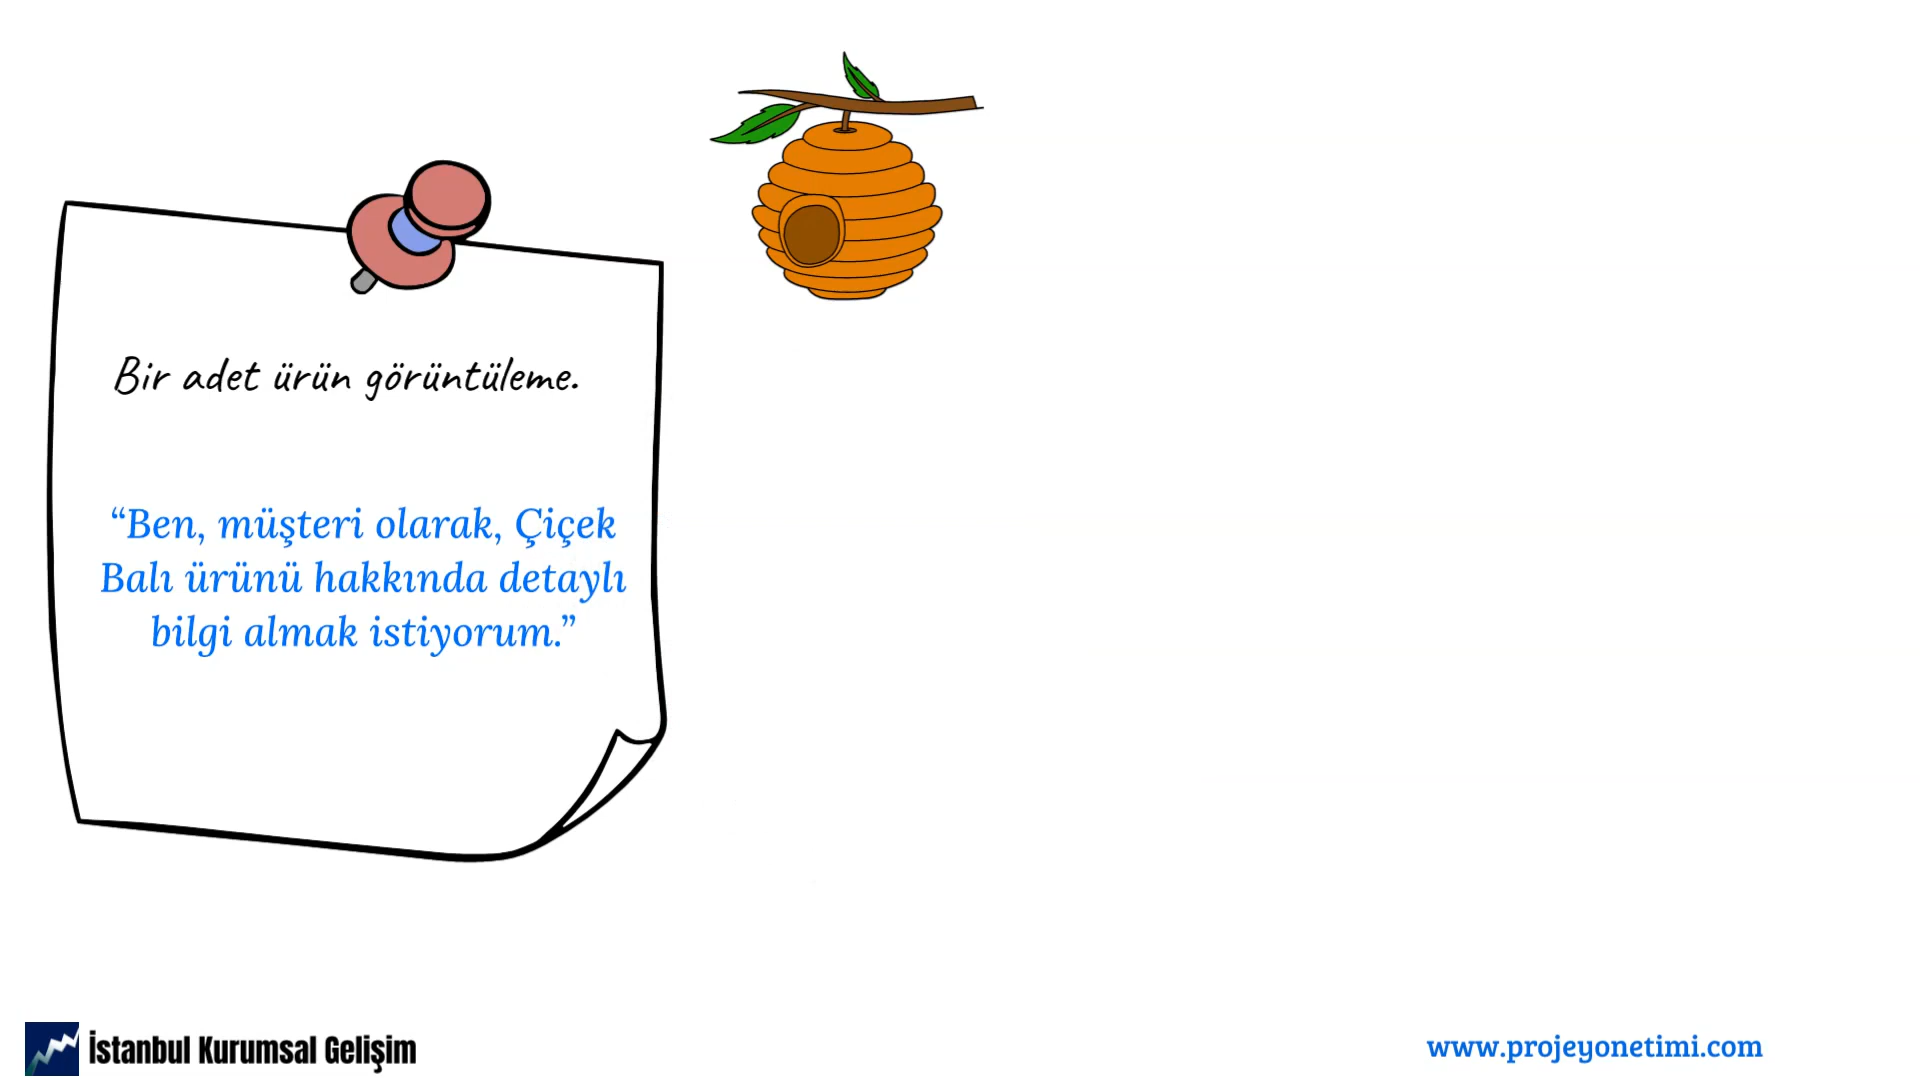 Bir adet ürün görüntüleme.
“Ben, müşteri olarak, Çiçek
Balı ürünü hakkında detaylı
bilgi almak istiyorum.”
İstanbul Kurumsal Gelişim
www.projeyonetimi.com